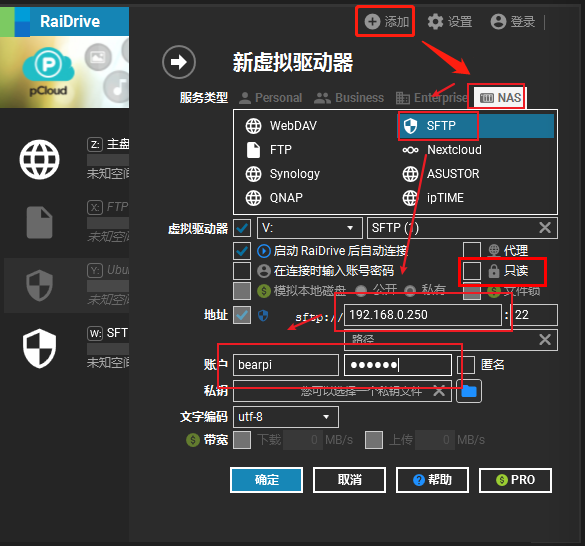 RaiDrive
添加
设置
登录
pCloud
新虚拟驱动器
服务类型
Personal
Business
Enterprise
NAS
WebDAV
SFTP
FTP
Nextcloud
Synology
ASUSTOR
QNAP
ipTIME
Z: 主盘
未知空间
X: FTP
未知空间
Y: Ubu
未知空间
W: SFT
未知空间
虚拟驱动器
V:
SFTP (1)
启动 RaiDrive 后自动连接
代理
在连接时输入账号密码
只读
模拟本地磁盘
公开
私有
文件锁
地址
sftp://
192.168.0.250
:
22
路径
账户
bearpi
••••••
匿名
私钥
您可以选择一个私钥文件
文字编码
utf-8
带宽
下载
0
MB/s
上传
0
MB/s
确定
取消
帮助
PRO